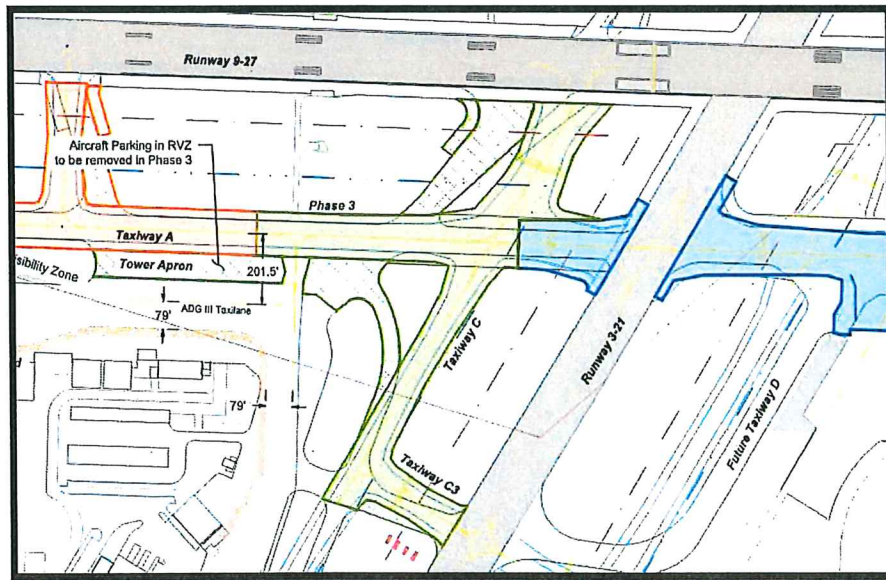 Runway 9-27
Aircraft Parking in RVZ
to be removed in Phase 3
Phase 3
Taxiway A
isibility Zone
Tower Apron
201.5'
ADG III Taxilane
79'
d
79'
Taxiway C
Runway 3-21
Taxiway C3
Future Taxiway D